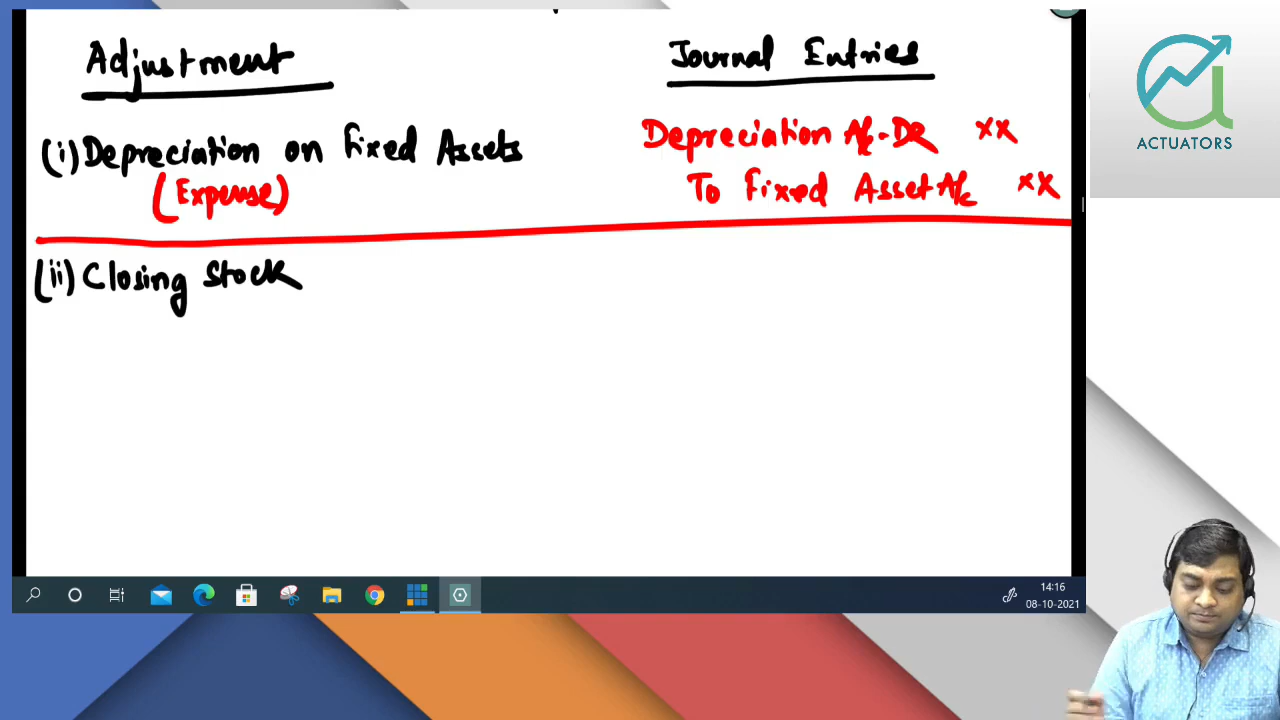 Adjustment
Journal Entries
(i) Depreciation on Fixed Assets
(Expense)
Depreciation A/c - DR xx
To Fixed Asset A/c xx
(ii) Closing Stock
ACTUATORS
14:16
08-10-2021